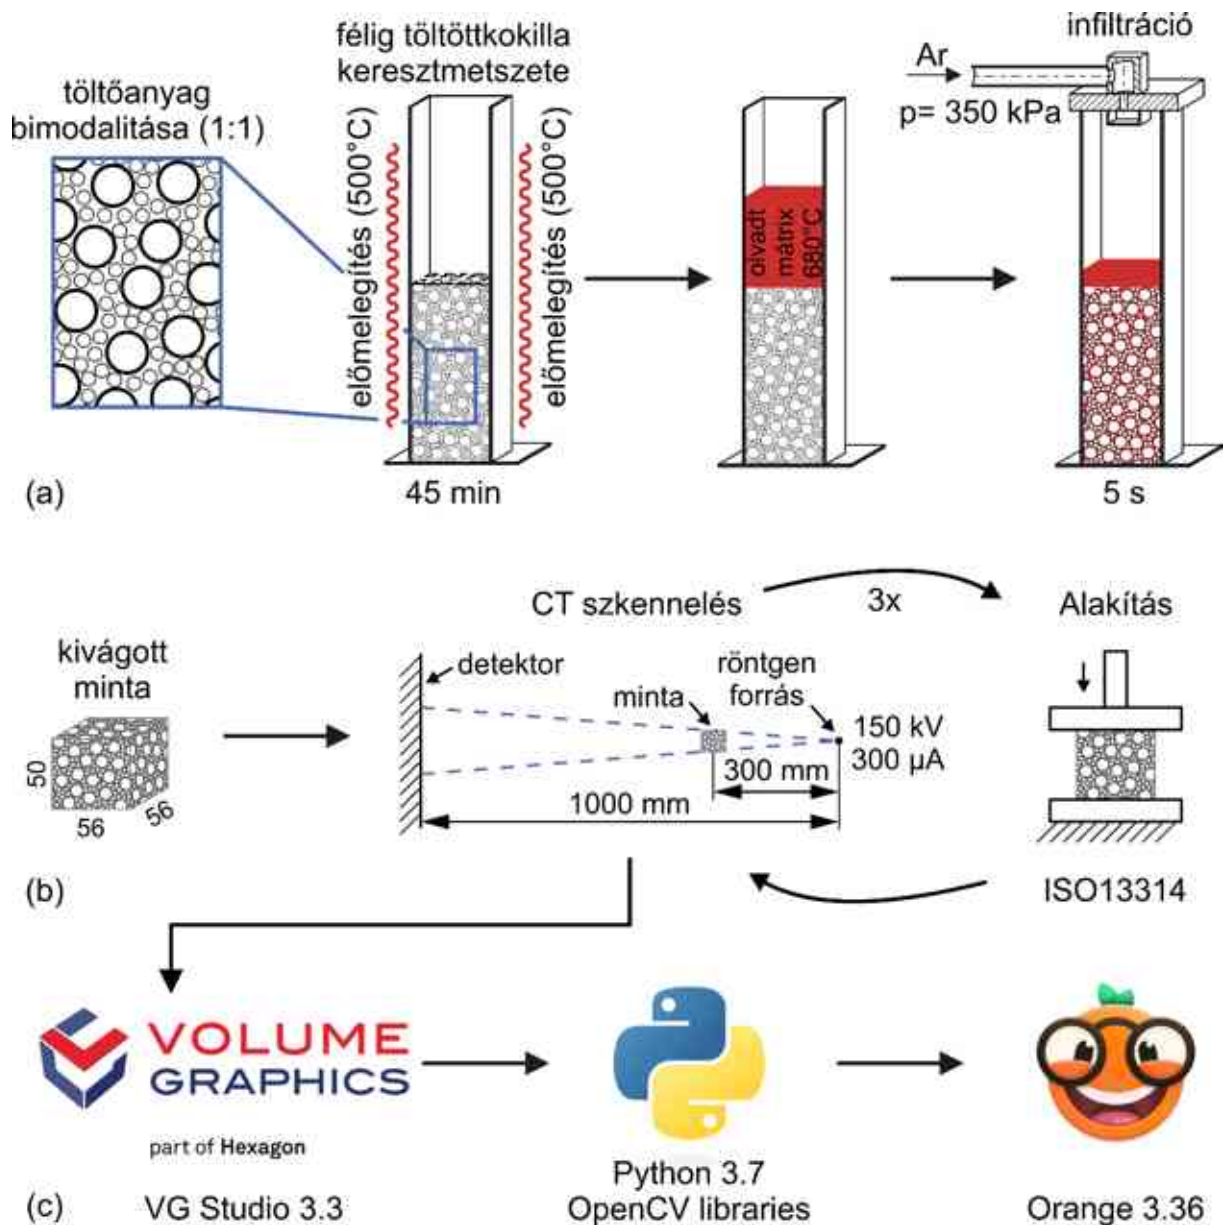 félig töltöttkokilla
keresztmetszete
infiltráció
Ar
p= 350 kPa
töltőanyag
bimodalitása (1:1)
előmelegítés (500°C)
előmelegítés (500°C)
olvadt
mátrix
680°C
(a)
45 min
5 s
CT szkennelés
3x
Alakítás
kivágott
minta
detektor
minta
röntgen
forrás
150 kV
300 µA
300 mm
1000 mm
50
56
56
(b)
ISO13314
VOLUME
GRAPHICS
part of Hexagon
(c)
VG Studio 3.3
Python 3.7
OpenCV libraries
Orange 3.36